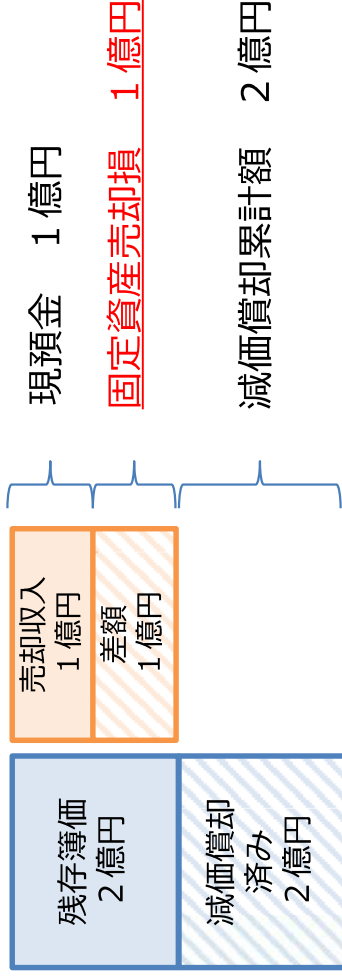 残存簿価
２億円
減価償却
済み
２億円
売却収入
１億円
差額
１億円
現預金　１億円
固定資産売却損　１億円
減価償却累計額　２億円